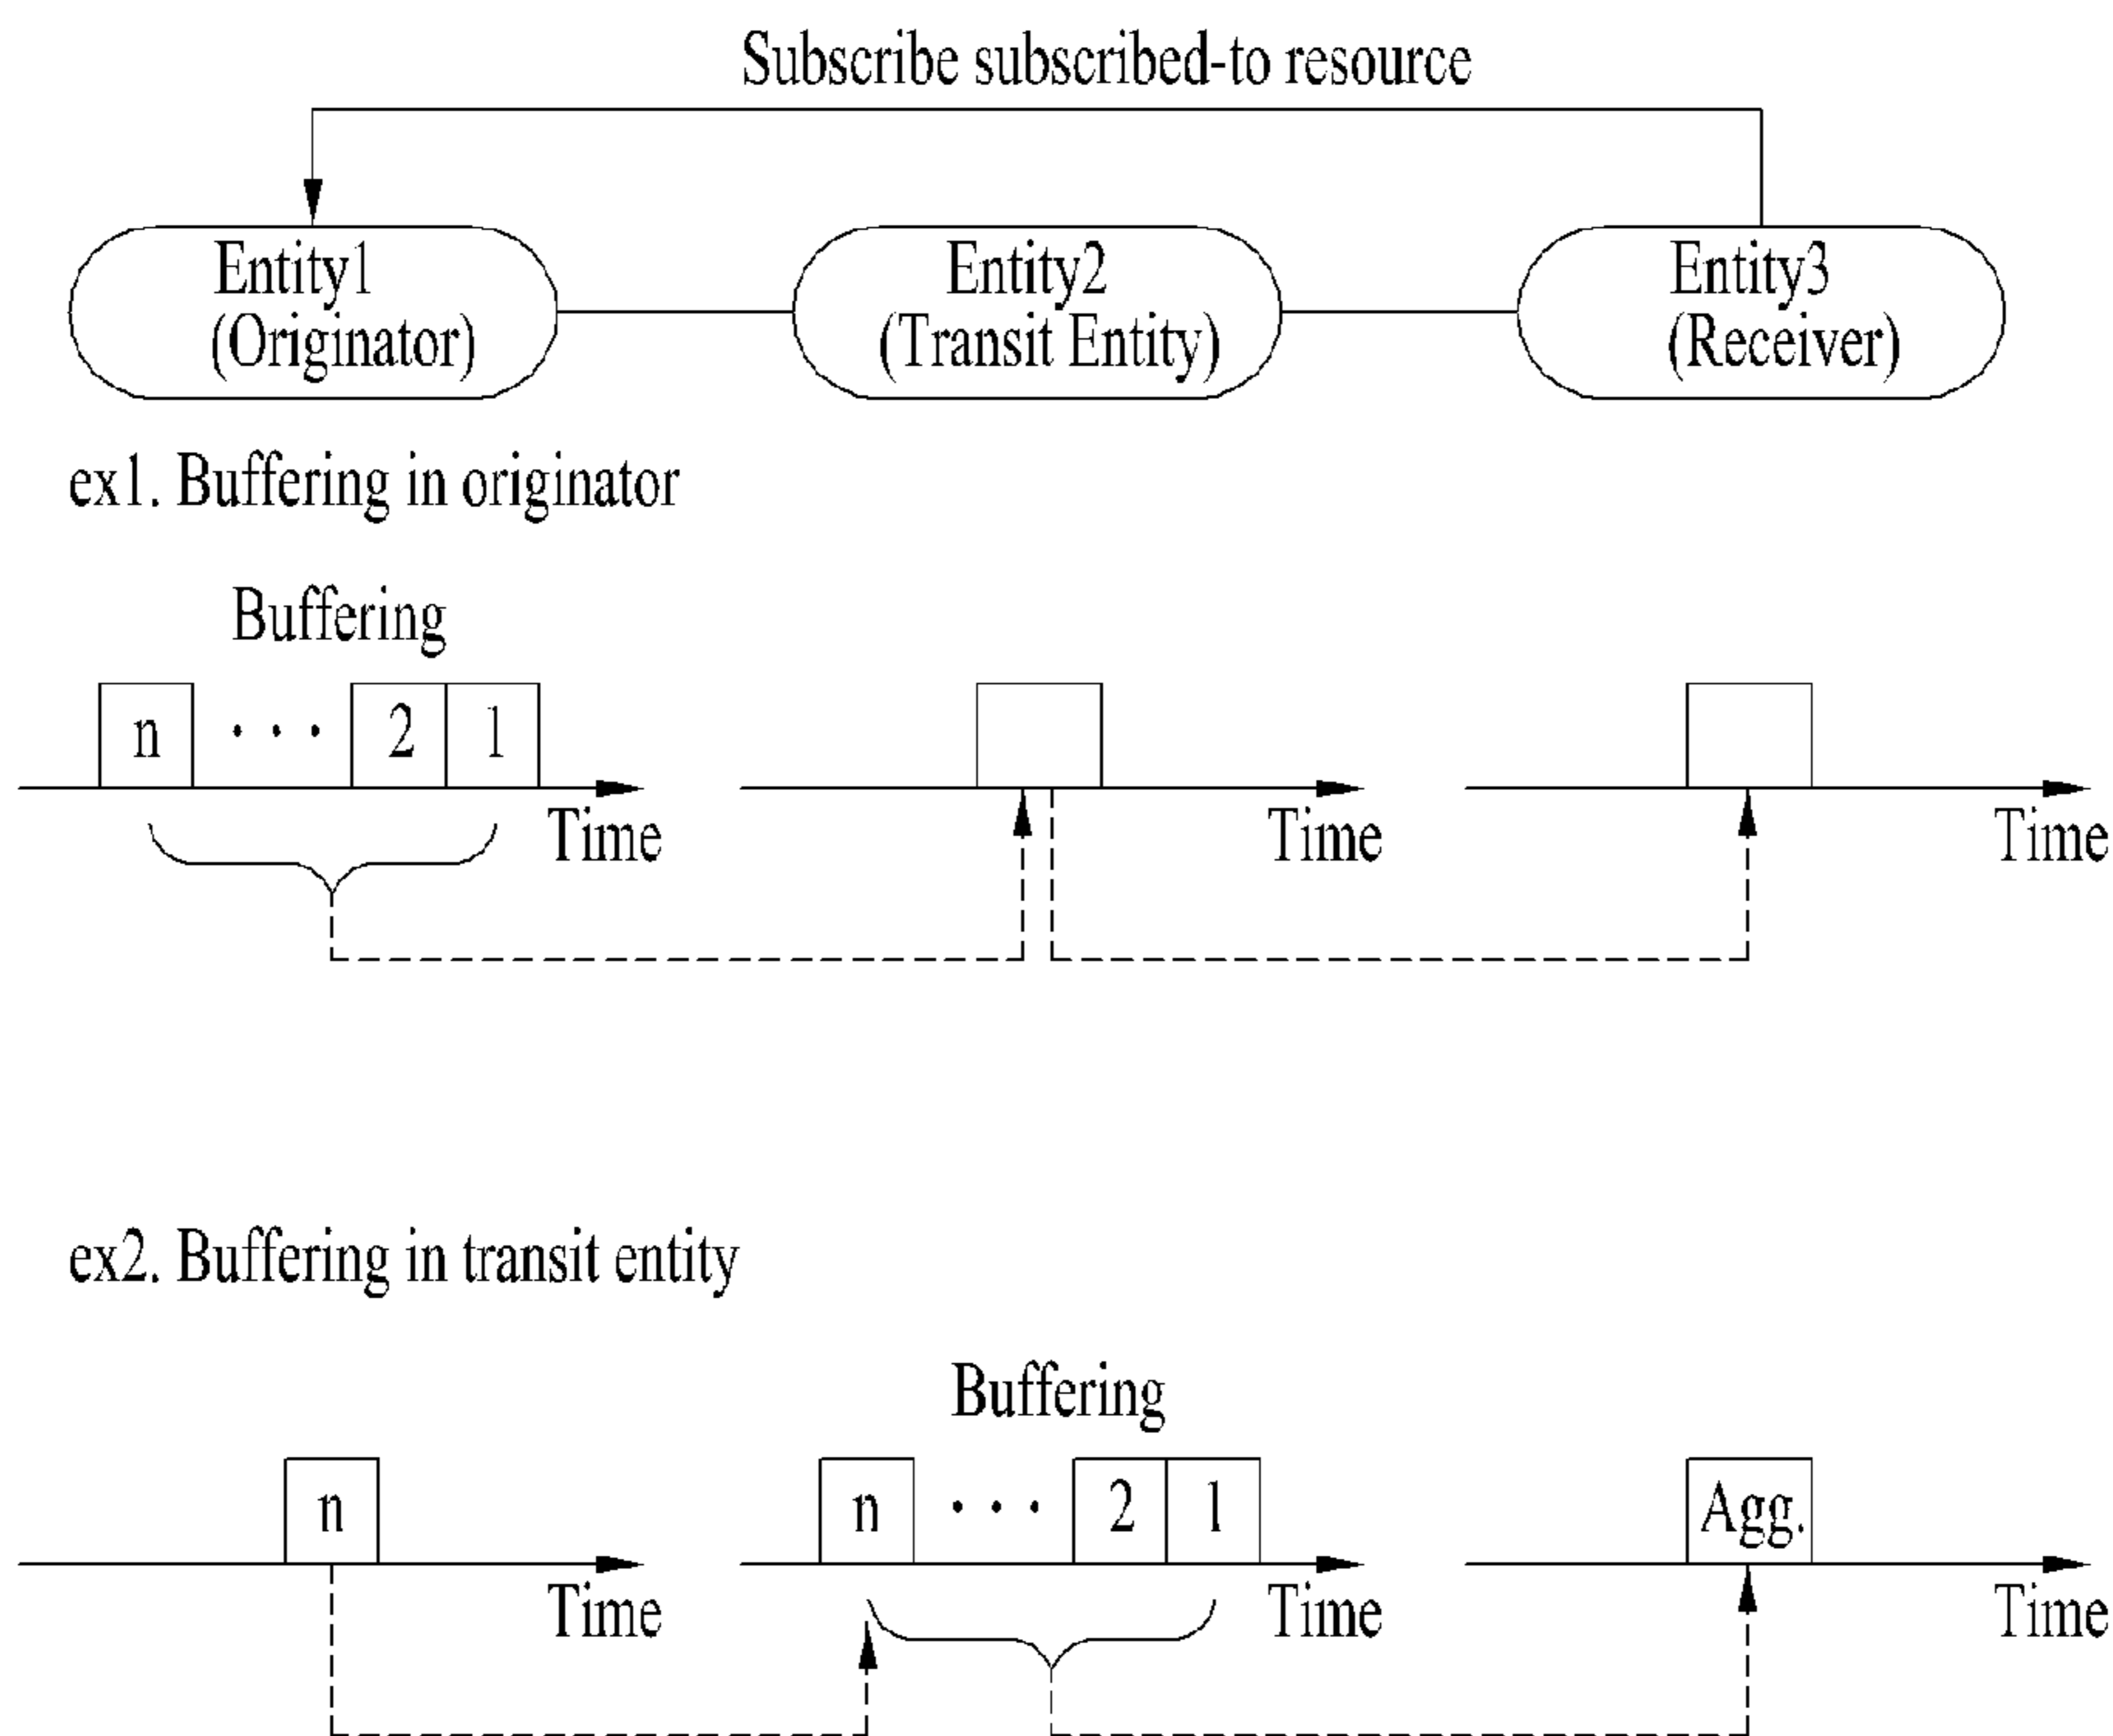 Subscribe subscribed-to resource
Entity1
(Originator)
Entity2
(Transit Entity)
Entity3
(Receiver)
ex1. Buffering in originator
Buffering
n . . . 2 1
Time
Time
Time
ex2. Buffering in transit entity
Buffering
n
n . . . 2 1
Agg.
Time
Time
Time